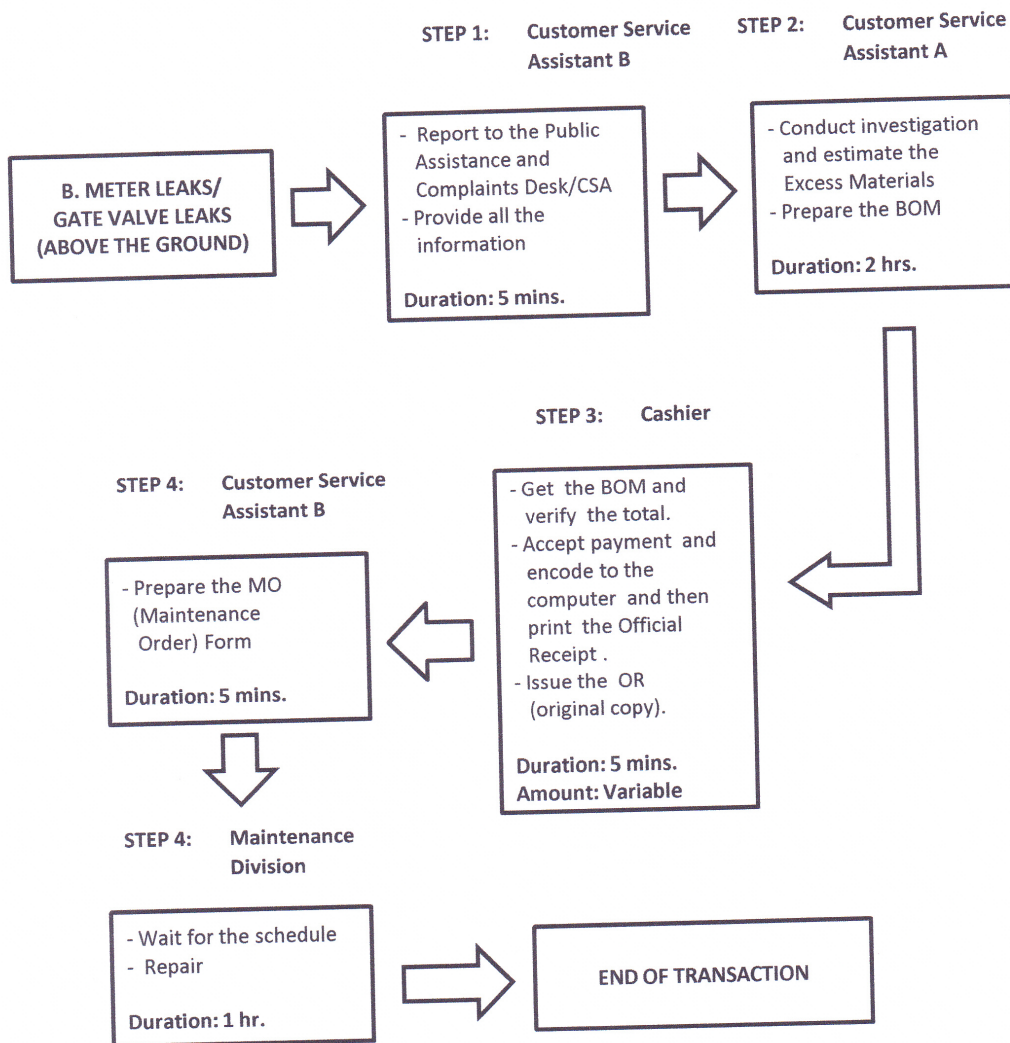 B. METER LEAKS/
GATE VALVE LEAKS
(ABOVE THE GROUND)
STEP 1: Customer Service
Assistant B
- Report to the Public
Assistance and
Complaints Desk/CSA
- Provide all the
information
Duration: 5 mins.
STEP 2: Customer Service
Assistant A
- Conduct investigation
and estimate the
Excess Materials
- Prepare the BOM
Duration: 2 hrs.
STEP 3: Cashier
- Get the BOM and
verify the total.
- Accept payment and
encode to the
computer and then
print the Official
Receipt .
- Issue the OR
(original copy).
Duration: 5 mins.
Amount: Variable
STEP 4: Customer Service
Assistant B
- Prepare the MO
(Maintenance
Order) Form
Duration: 5 mins.
STEP 4: Maintenance
Division
- Wait for the schedule
- Repair
Duration: 1 hr.
END OF TRANSACTION